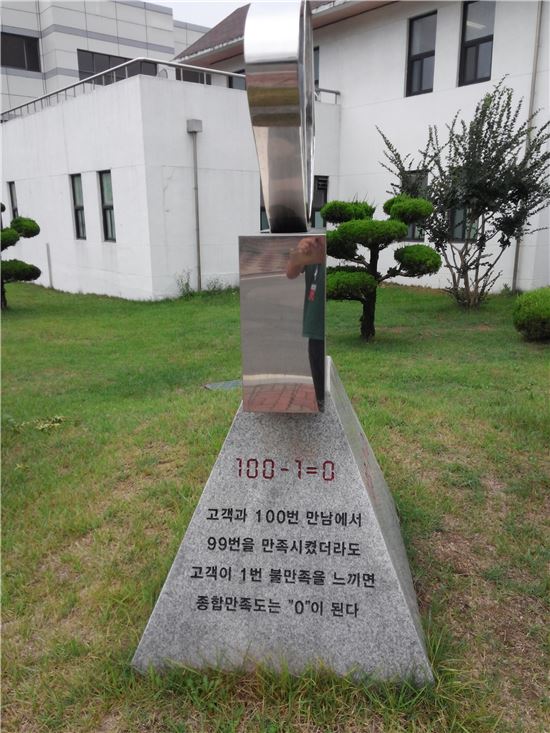 100-1=0
고객과 100번 만남에서
99번을 만족시켰더라도
고객이 1번 불만족을 느끼면
종합만족도는 "0"이 된다